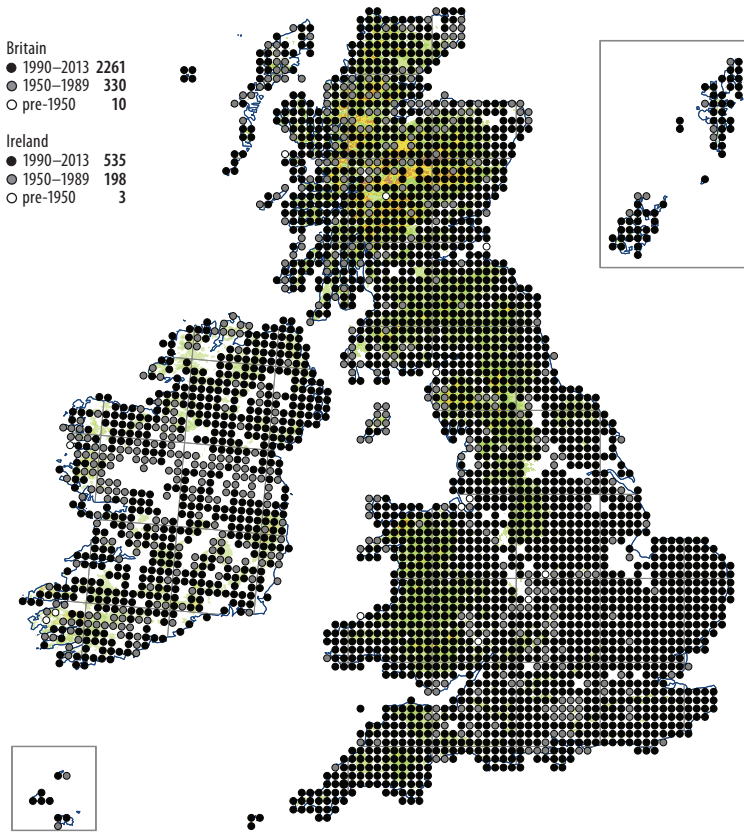 Britain
● 1990–2013 2261
● 1950–1989 330
○ pre-1950 10
Ireland
● 1990–2013 535
● 1950–1989 198
○ pre-1950 3